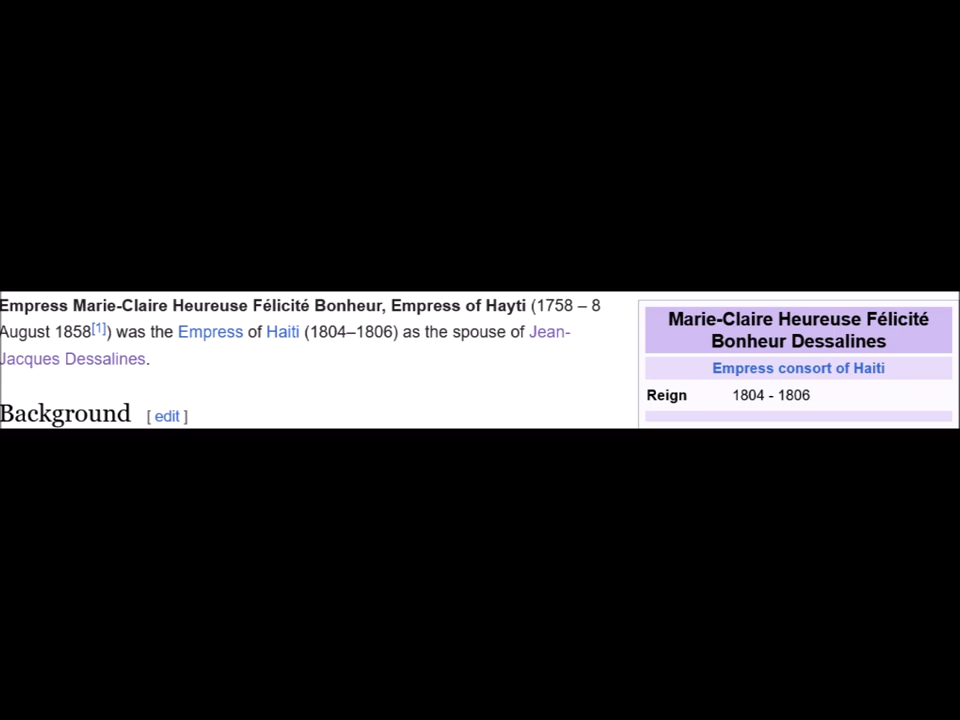 Empress Marie-Claire Heureuse Félicité Bonheur, Empress of Hayti (1758 – 8
August 1858[1]) was the Empress of Haiti (1804–1806) as the spouse of Jean-
Jacques Dessalines.
Background [ edit ]
Marie-Claire Heureuse Félicité
Bonheur Dessalines
Empress consort of Haiti
Reign 1804 - 1806